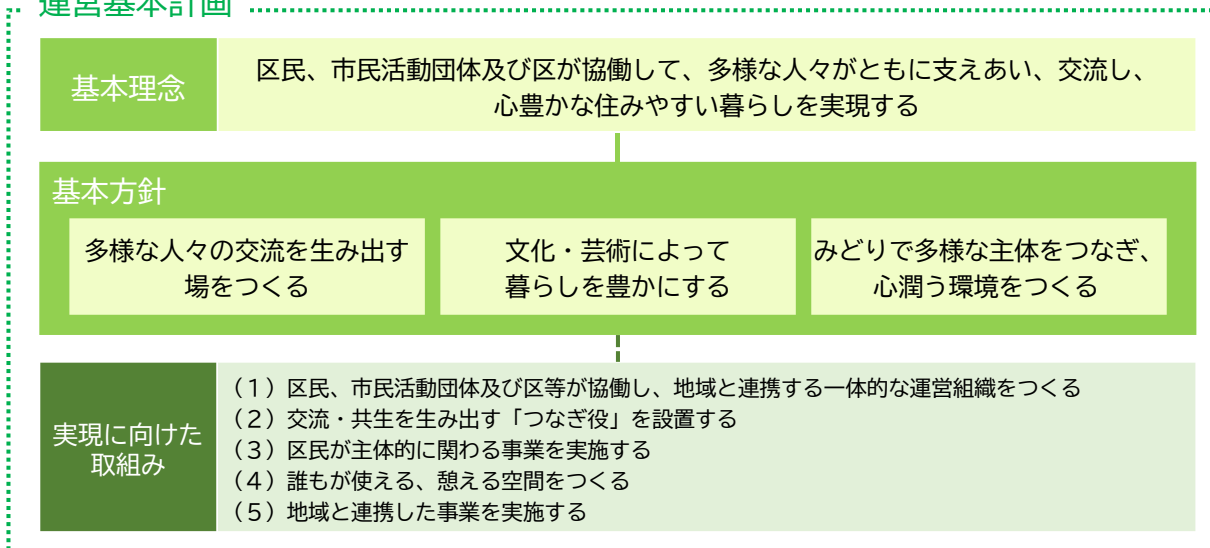 運営基本計画
基本理念
区民、市民活動団体及び区が協働して、多様な人々がともに支えあい、交流し、
心豊かな住みやすい暮らしを実現する
基本方針
多様な人々の交流を生み出す
場をつくる
文化・芸術によって
暮らしを豊かにする
みどりで多様な主体をつなぎ、
心潤う環境をつくる
実現に向けた
取組み
（１）区民、市民活動団体及び区等が協働し、地域と連携する一体的な運営組織をつくる
（２）交流・共生を生み出す「つなぎ役」を設置する
（３）区民が主体的に関わる事業を実施する
（４）誰もが使える、憩える空間をつくる
（５）地域と連携した事業を実施する